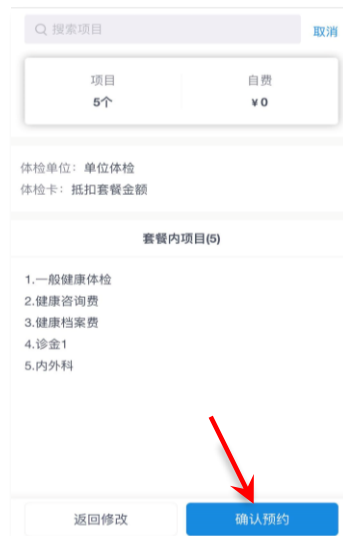 搜索项目 取消
项目 自费
5个 ¥0
体检单位：单位体检
体检卡：抵扣套餐金额
套餐内项目(5)
1.一般健康体检
2.健康咨询费
3.健康档案费
4.诊金1
5.内外科
返回修改 确认预约